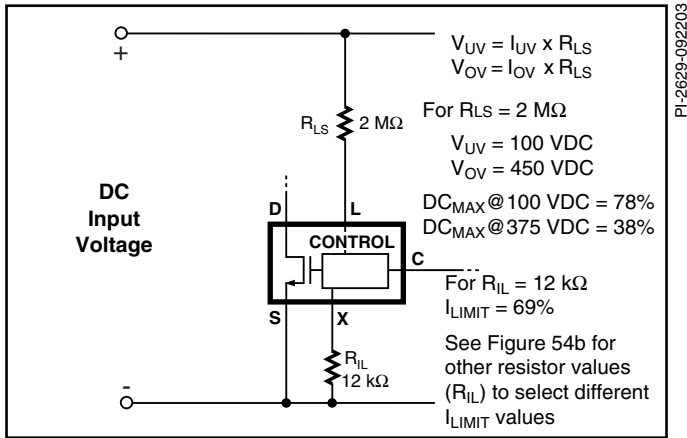 +
DC
Input
Voltage
-
R_LS
2 MΩ
D
L
CONTROL
C
S
X
R_IL
12 kΩ
V_UV = I_UV x R_LS
V_OV = I_OV x R_LS
For RLS = 2 MΩ
V_UV = 100 VDC
V_OV = 450 VDC
DC_MAX@100 VDC = 78%
DC_MAX@375 VDC = 38%
For R_IL = 12 kΩ
I_LIMIT = 69%
See Figure 54b for
other resistor values
(R_IL) to select different
I_LIMIT values
PI-2629-092203